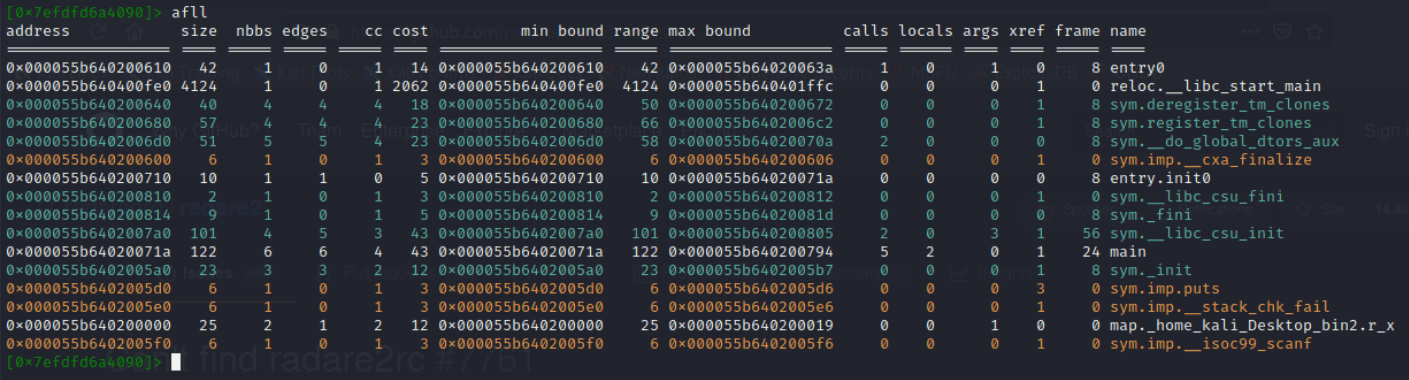 [0×7efdfd6a4090]> afll
address size nbbs edges cc cost min bound range max bound calls locals args xref frame name
0×000055b640200610 42 1 0 1 14 0×000055b640200610 42 0×000055b64020063a 1 0 1 0 8 entry0
0×000055b640400fe0 4124 1 0 1 2062 0×000055b640400fe0 4124 0×000055b640401ffc 0 0 0 1 0 reloc.__libc_start_main
0×000055b640200640 40 4 4 4 18 0×000055b640200640 50 0×000055b640200672 0 0 0 1 8 sym.deregister_tm_clones
0×000055b640200680 57 4 4 4 23 0×000055b640200680 66 0×000055b6402006c2 0 0 0 1 8 sym.register_tm_clones
0×000055b6402006d0 51 5 5 4 23 0×000055b6402006d0 58 0×000055b64020070a 2 0 0 0 8 sym.__do_global_dtors_aux
0×000055b640200600 6 1 0 1 3 0×000055b640200600 6 0×000055b640200606 0 0 0 1 0 sym.imp.__cxa_finalize
0×000055b640200710 10 1 1 0 5 0×000055b640200710 10 0×000055b64020071a 0 0 0 0 8 entry.init0
0×000055b640200810 2 1 0 1 3 0×000055b640200810 2 0×000055b640200812 0 0 0 1 0 sym.__libc_csu_fini
0×000055b640200814 9 1 0 1 5 0×000055b640200814 9 0×000055b64020081d 0 0 0 0 8 sym._fini
0×000055b6402007a0 101 4 5 3 43 0×000055b6402007a0 101 0×000055b640200805 2 0 3 1 56 sym.__libc_csu_init
0×000055b64020071a 122 6 6 4 43 0×000055b64020071a 122 0×000055b640200794 5 2 0 1 24 main
0×000055b6402005a0 23 3 3 2 12 0×000055b6402005a0 23 0×000055b6402005b7 0 0 0 1 8 sym._init
0×000055b6402005d0 6 1 0 1 3 0×000055b6402005d0 6 0×000055b6402005d6 0 0 0 3 0 sym.imp.puts
0×000055b6402005e0 6 1 0 1 3 0×000055b6402005e0 6 0×000055b6402005e6 0 0 0 1 0 sym.imp.__stack_chk_fail
0×000055b640200000 25 2 1 2 12 0×000055b640200000 25 0×000055b640200019 0 0 1 0 0 map._home_kali_Desktop_bin2.r_x
0×000055b6402005f0 6 1 0 1 3 0×000055b6402005f0 6 0×000055b6402005f6 0 0 0 1 0 sym.imp.__isoc99_scanf
[0×7efdfd6a4090]>
find radare2rc #7761